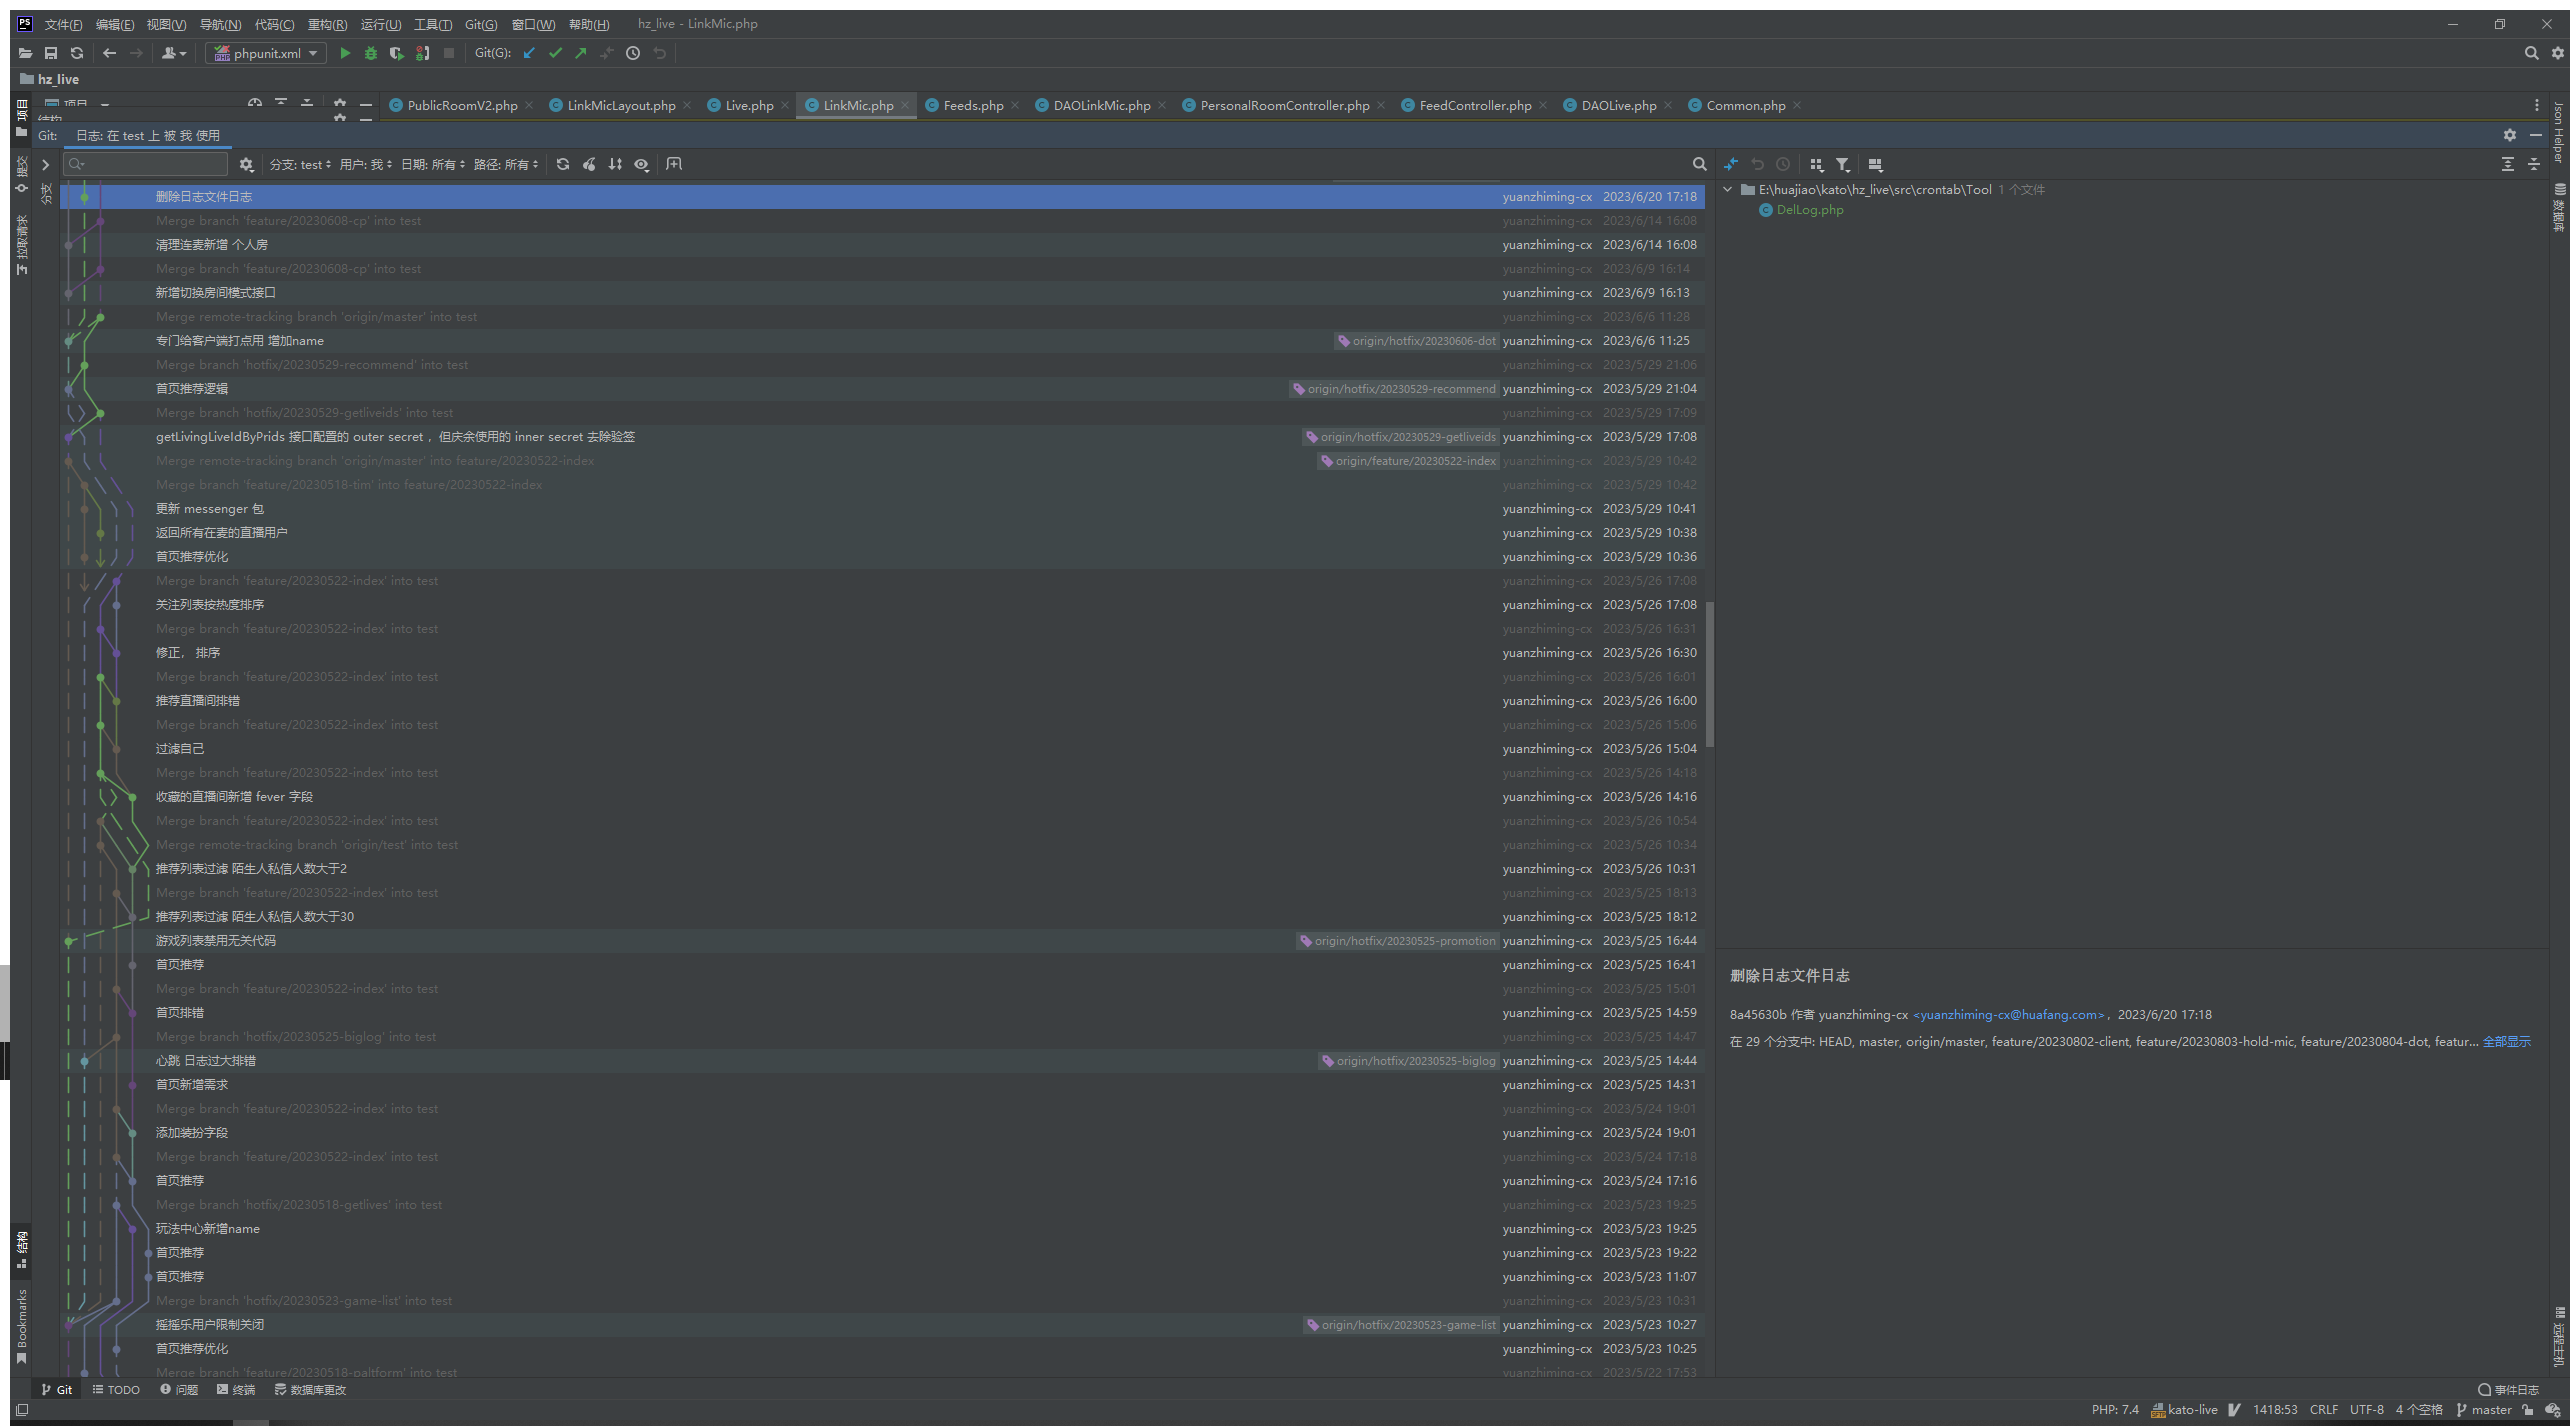 文件(F) 编辑(E) 视图(V) 导航(N) 代码(C) 重构(R) 运行(U) 工具(T) Git(G) 窗口(W) 帮助(H) hz_live - LinkMic.php
phpunit.xml Git(G):
hz_live
项目
PublicRoomV2.php LinkMicLayout.php Live.php LinkMic.php Feeds.php DAOLinkMic.php PersonalRoomController.php FeedController.php DAOLive.php Common.php
结构
Git: 日志: 在 test 上 被 我 使用
分支: test 用户: 我 日期: 所有 路径: 所有
删除日志文件日志 yuanzhiming-cx 2023/6/20 17:18
Merge branch 'feature/20230608-cp' into test yuanzhiming-cx 2023/6/14 16:08
清理连麦新增 个人房 yuanzhiming-cx 2023/6/14 16:08
Merge branch 'feature/20230608-cp' into test yuanzhiming-cx 2023/6/9 16:14
新增切换房间模式接口 yuanzhiming-cx 2023/6/9 16:13
Merge remote-tracking branch 'origin/master' into test yuanzhiming-cx 2023/6/6 11:28
专门给客户端打点用 增加name origin/hotfix/20230606-dot yuanzhiming-cx 2023/6/6 11:25
Merge branch 'hotfix/20230529-recommend' into test yuanzhiming-cx 2023/5/29 21:06
首页推荐逻辑 origin/hotfix/20230529-recommend yuanzhiming-cx 2023/5/29 21:04
Merge branch 'hotfix/20230529-getliveids' into test yuanzhiming-cx 2023/5/29 17:09
getLivingLiveIdByPrids 接口配置的 outer secret ，但庆余使用的 inner secret 去除验签 origin/hotfix/20230529-getliveids yuanzhiming-cx 2023/5/29 17:08
Merge remote-tracking branch 'origin/master' into feature/20230522-index origin/feature/20230522-index yuanzhiming-cx 2023/5/29 10:42
Merge branch 'feature/20230518-tim' into feature/20230522-index yuanzhiming-cx 2023/5/29 10:42
更新 messenger 包 yuanzhiming-cx 2023/5/29 10:41
返回所有在麦的直播用户 yuanzhiming-cx 2023/5/29 10:38
首页推荐优化 yuanzhiming-cx 2023/5/29 10:36
Merge branch 'feature/20230522-index' into test yuanzhiming-cx 2023/5/26 17:08
关注列表按热度排序 yuanzhiming-cx 2023/5/26 17:08
Merge branch 'feature/20230522-index' into test yuanzhiming-cx 2023/5/26 16:31
修正， 排序 yuanzhiming-cx 2023/5/26 16:30
Merge branch 'feature/20230522-index' into test yuanzhiming-cx 2023/5/26 16:01
推荐直播间排错 yuanzhiming-cx 2023/5/26 16:00
Merge branch 'feature/20230522-index' into test yuanzhiming-cx 2023/5/26 15:06
过滤自己 yuanzhiming-cx 2023/5/26 15:04
Merge branch 'feature/20230522-index' into test yuanzhiming-cx 2023/5/26 14:18
收藏的直播间新增 fever 字段 yuanzhiming-cx 2023/5/26 14:16
Merge branch 'feature/20230522-index' into test yuanzhiming-cx 2023/5/26 10:54
Merge remote-tracking branch 'origin/test' into test yuanzhiming-cx 2023/5/26 10:34
推荐列表过滤 陌生人私信人数大于2 yuanzhiming-cx 2023/5/26 10:31
Merge branch 'feature/20230522-index' into test yuanzhiming-cx 2023/5/25 18:13
推荐列表过滤 陌生人私信人数大于30 yuanzhiming-cx 2023/5/25 18:12
游戏列表禁用无关代码 origin/hotfix/20230525-promotion yuanzhiming-cx 2023/5/25 16:44
首页推荐 yuanzhiming-cx 2023/5/25 16:41
Merge branch 'feature/20230522-index' into test yuanzhiming-cx 2023/5/25 15:01
首页排错 yuanzhiming-cx 2023/5/25 14:59
Merge branch 'hotfix/20230525-biglog' into test yuanzhiming-cx 2023/5/25 14:47
心跳 日志过大排错 origin/hotfix/20230525-biglog yuanzhiming-cx 2023/5/25 14:44
首页新增需求 yuanzhiming-cx 2023/5/25 14:31
Merge branch 'feature/20230522-index' into test yuanzhiming-cx 2023/5/24 19:01
添加装扮字段 yuanzhiming-cx 2023/5/24 19:01
Merge branch 'feature/20230522-index' into test yuanzhiming-cx 2023/5/24 17:18
首页推荐 yuanzhiming-cx 2023/5/24 17:16
Merge branch 'hotfix/20230518-getlives' into test yuanzhiming-cx 2023/5/23 19:25
玩法中心新增name yuanzhiming-cx 2023/5/23 19:25
首页推荐 yuanzhiming-cx 2023/5/23 19:22
首页推荐 yuanzhiming-cx 2023/5/23 11:07
Merge branch 'hotfix/20230523-game-list' into test yuanzhiming-cx 2023/5/23 10:31
摇摇乐用户限制关闭 origin/hotfix/20230523-game-list yuanzhiming-cx 2023/5/23 10:27
首页推荐优化 yuanzhiming-cx 2023/5/23 10:25
Merge branch 'feature/20230518-paltform' into test yuanzhiming-cx 2023/5/22 17:53
E:\huajiao\kato\hz_live\src\crontab\Tool 1 个文件
DelLog.php
删除日志文件日志
8a45630b 作者 yuanzhiming-cx <yuanzhiming-cx@huafang.com>，2023/6/20 17:18
在 29 个分支中: HEAD, master, origin/master, feature/20230802-client, feature/20230803-hold-mic, feature/20230804-dot, featur... 全部显示
项目
提交
拉取请求
分支
结构
Bookmarks
Json Helper
数据库
远程主机
Git TODO 问题 终端 数据库更改 事件日志
PHP: 7.4 kato-live 1418:53 CRLF UTF-8 4 个空格 master